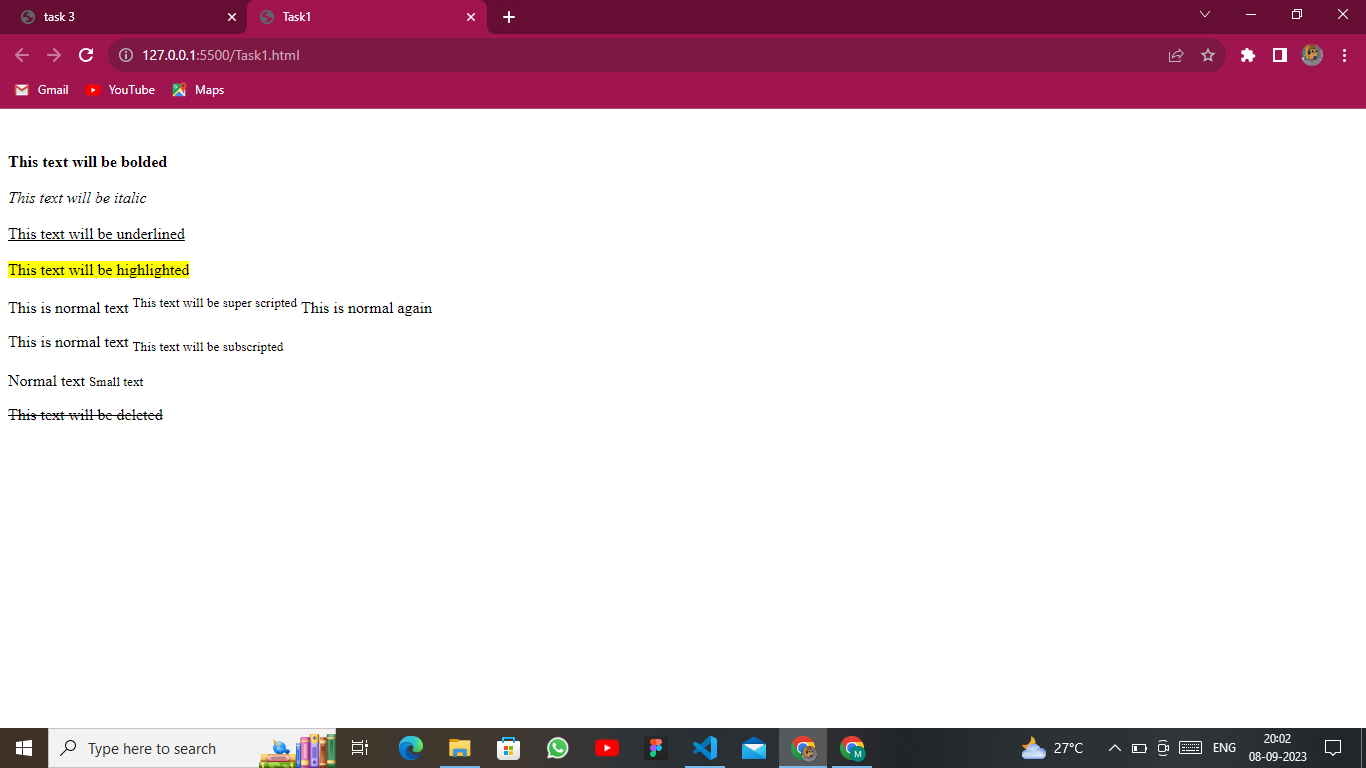 task 3
Task1
127.0.0.1:5500/Task1.html
Gmail YouTube Maps
This text will be bolded
This text will be italic
This text will be underlined
This text will be highlighted
This is normal text This text will be super scripted This is normal again
This is normal text This text will be subscripted
Normal text Small text
This text will be deleted
Type here to search
M
27°C
ENG
20:02
08-09-2023